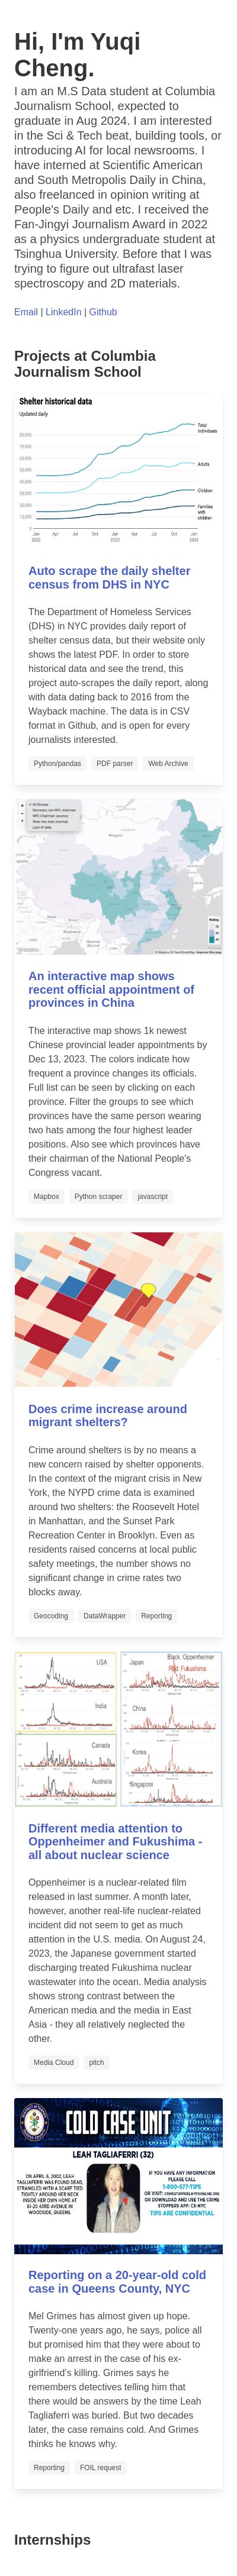 Hi, I'm Yuqi
Cheng.
I am an M.S Data student at Columbia
Journalism School, expected to
graduate in Aug 2024. I am interested
in the Sci & Tech beat, building tools, or
introducing AI for local newsrooms. I
have interned at Scientific American
and South Metropolis Daily in China,
also freelanced in opinion writing at
People's Daily and etc. I received the
Fan-Jingyi Journalism Award in 2022
as a physics undergraduate student at
Tsinghua University. Before that I was
trying to figure out ultrafast laser
spectroscopy and 2D materials.
Email | LinkedIn | Github
Projects at Columbia
Journalism School
Shelter historical data
Updated daily
Total
Individuals
80,000
70,000
60,000
Adults
50,000
40,000
30,000
Children
20,000
Families
with
children
10,000
0
Jan
2022
Apr
Jul
Oct
Jan
2023
Apr
Jul
Oct
Jan
2024
Auto scrape the daily shelter
census from DHS in NYC
The Department of Homeless Services
(DHS) in NYC provides daily report of
shelter census data, but their website only
shows the latest PDF. In order to store
historical data and see the trend, this
project auto-scrapes the daily report, along
with data dating back to 2016 from the
Wayback machine. The data is in CSV
format in Github, and is open for every
journalists interested.
Python/pandas PDF parser Web Archive
Mongolia
Rating
An interactive map shows
recent official appointment of
provinces in China
The interactive map shows 1k newest
Chinese provincial leader appointments by
Dec 13, 2023. The colors indicate how
frequent a province changes its officials.
Full list can be seen by clicking on each
province. Filter the groups to see which
provinces have the same person wearing
two hats among the four highest leader
positions. Also see which provinces have
their chairman of the National People's
Congress vacant.
Mapbox Python scraper javascript
Does crime increase around
migrant shelters?
Crime around shelters is by no means a
new concern raised by shelter opponents.
In the context of the migrant crisis in New
York, the NYPD crime data is examined
around two shelters: the Roosevelt Hotel
in Manhattan, and the Sunset Park
Recreation Center in Brooklyn. Even as
residents raised concerns at local public
safety meetings, the number shows no
significant change in crime rates two
blocks away.
Geocoding DataWrapper Reporting
USA
India
Canada
Australia
Japan
Black: Oppenheimer
Red: Fukushima
China
Korea
Singapore
Different media attention to
Oppenheimer and Fukushima -
all about nuclear science
Oppenheimer is a nuclear-related film
released in last summer. A month later,
however, another real-life nuclear-related
incident did not seem to get as much
attention in the U.S. media. On August 24,
2023, the Japanese government started
discharging treated Fukushima nuclear
wastewater into the ocean. Media analysis
shows strong contrast between the
American media and the media in East
Asia - they all relatively neglected the
other.
Media Cloud pitch
COLD CASE UNIT
LEAH TAGLIAFERRI (32)
ON APRIL 8, 2002, LEAH
TAGLIAFERRI WAS FOUND DEAD,
STRANGLED WITH A SCARF TIED
TIGHTLY AROUND HER NECK
INSIDE HER OWN HOME AT
61-20 43RD AVENUE IN
WOODSIDE, QUEENS.
IF YOU HAVE ANY INFORMATION
PLEASE CALL
1-800-577-TIPS
OR DOWNLOAD AND USE THE CRIME
STOPPERS APP: CS-NYC
TIPS ARE CONFIDENTIAL
Reporting on a 20-year-old cold
case in Queens County, NYC
Mel Grimes has almost given up hope.
Twenty-one years ago, he says, police all
but promised him that they were about to
make an arrest in the case of his ex-
girlfriend's killing. Grimes says he
remembers detectives telling him that
there would be answers by the time Leah
Tagliaferri was buried. But two decades
later, the case remains cold. And Grimes
thinks he knows why.
Reporting FOIL request
Internships